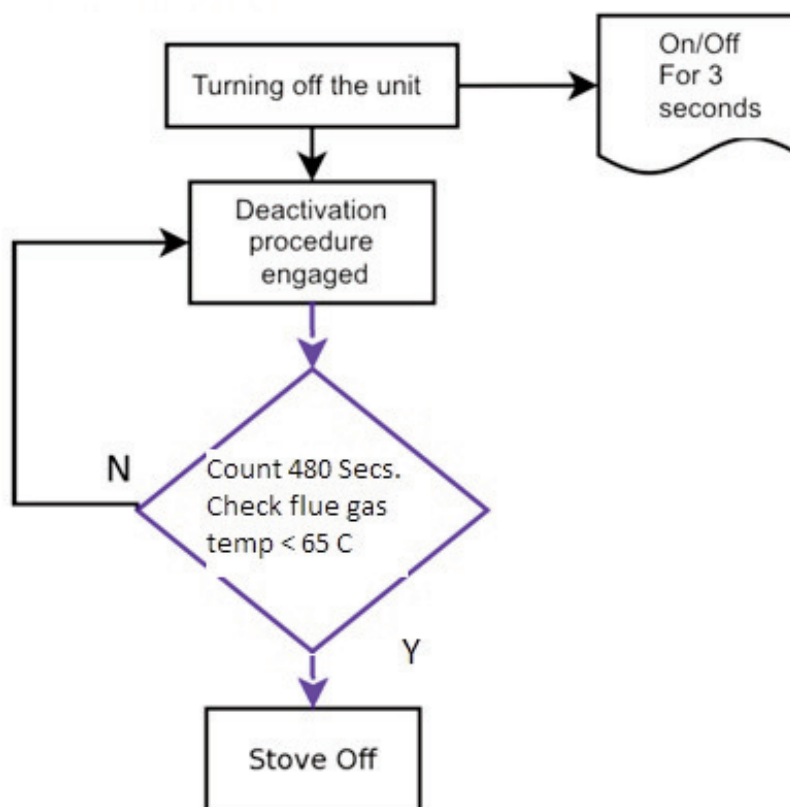 Turning off the unit
On/Off
For 3
seconds
Deactivation
procedure
engaged
N
Count 480 Secs.
Check flue gas
temp < 65 C
Y
Stove Off